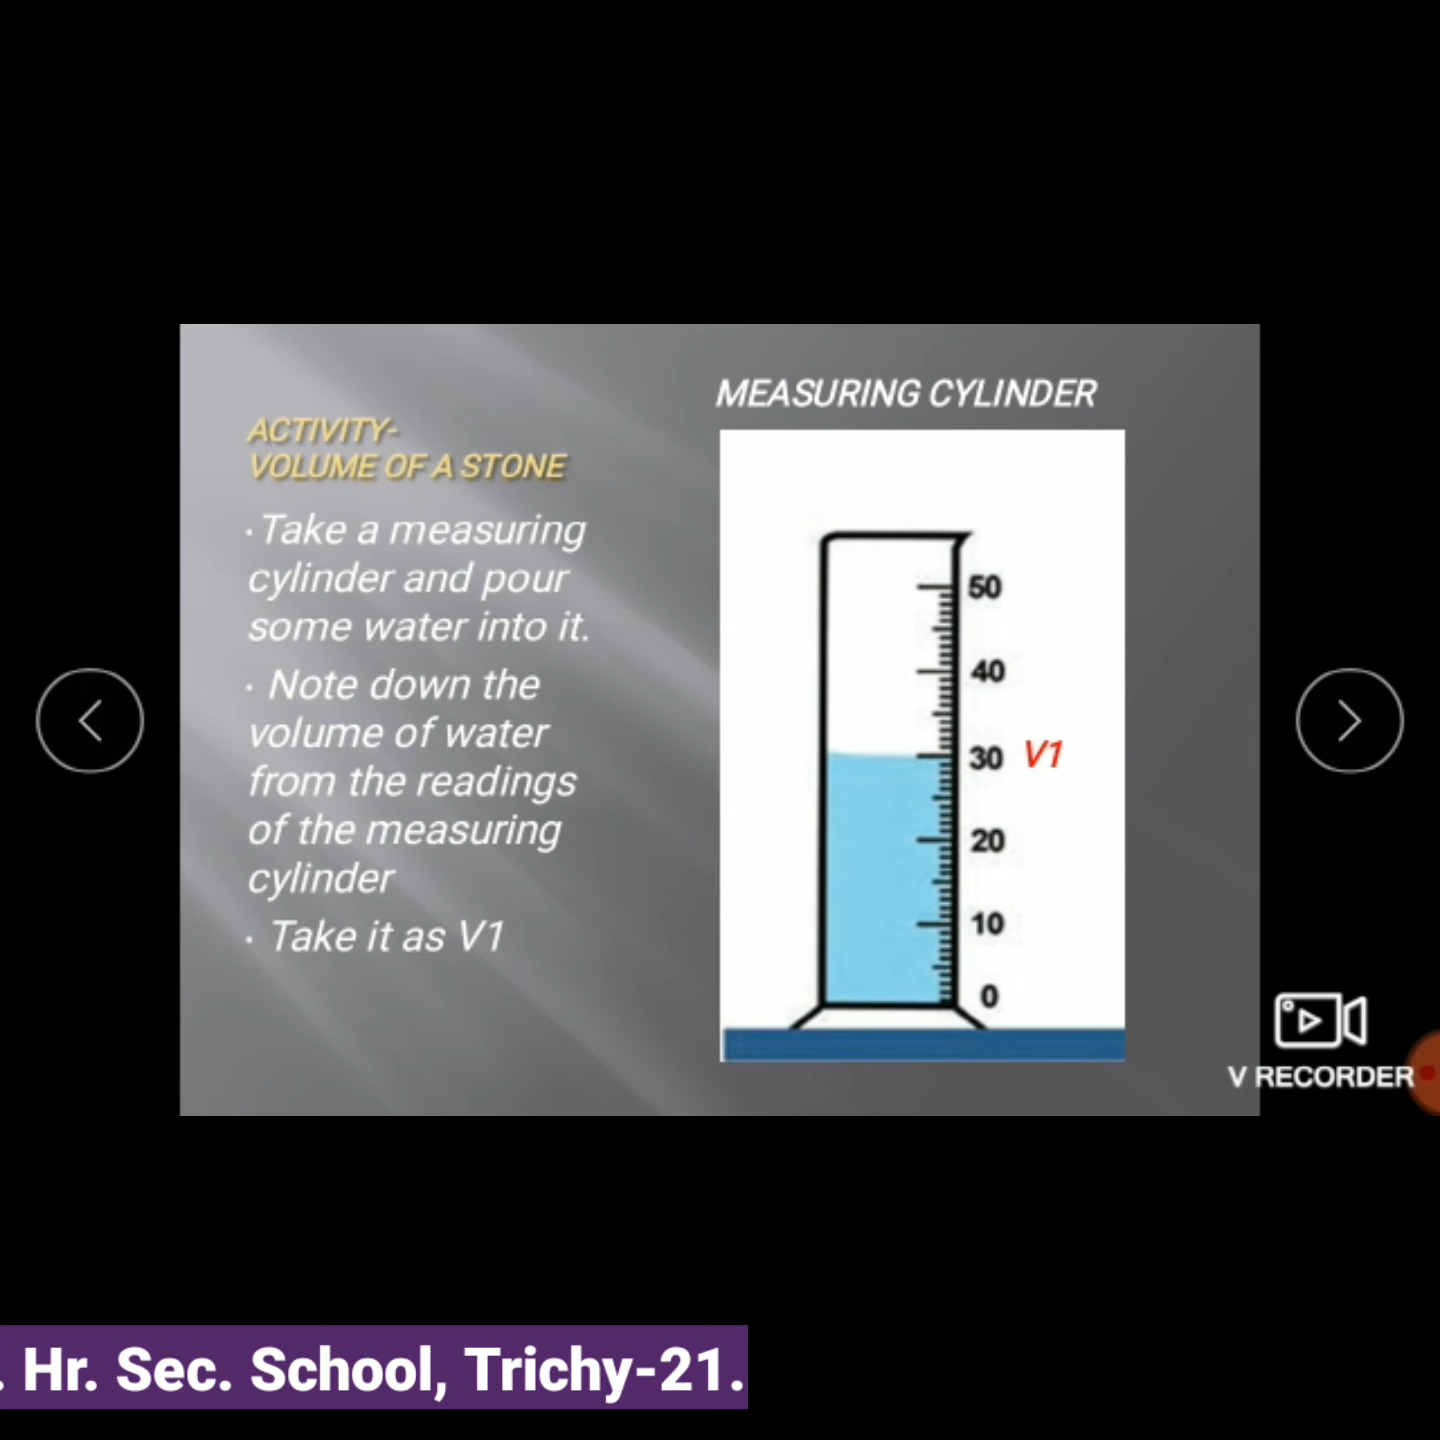 MEASURING CYLINDER
ACTIVITY-
VOLUME OF A STONE
· Take a measuring
cylinder and pour
some water into it.
· Note down the
volume of water
from the readings
of the measuring
cylinder
· Take it as V1
50
40
30 V1
20
10
0
V RECORDER
. Hr. Sec. School, Trichy-21.